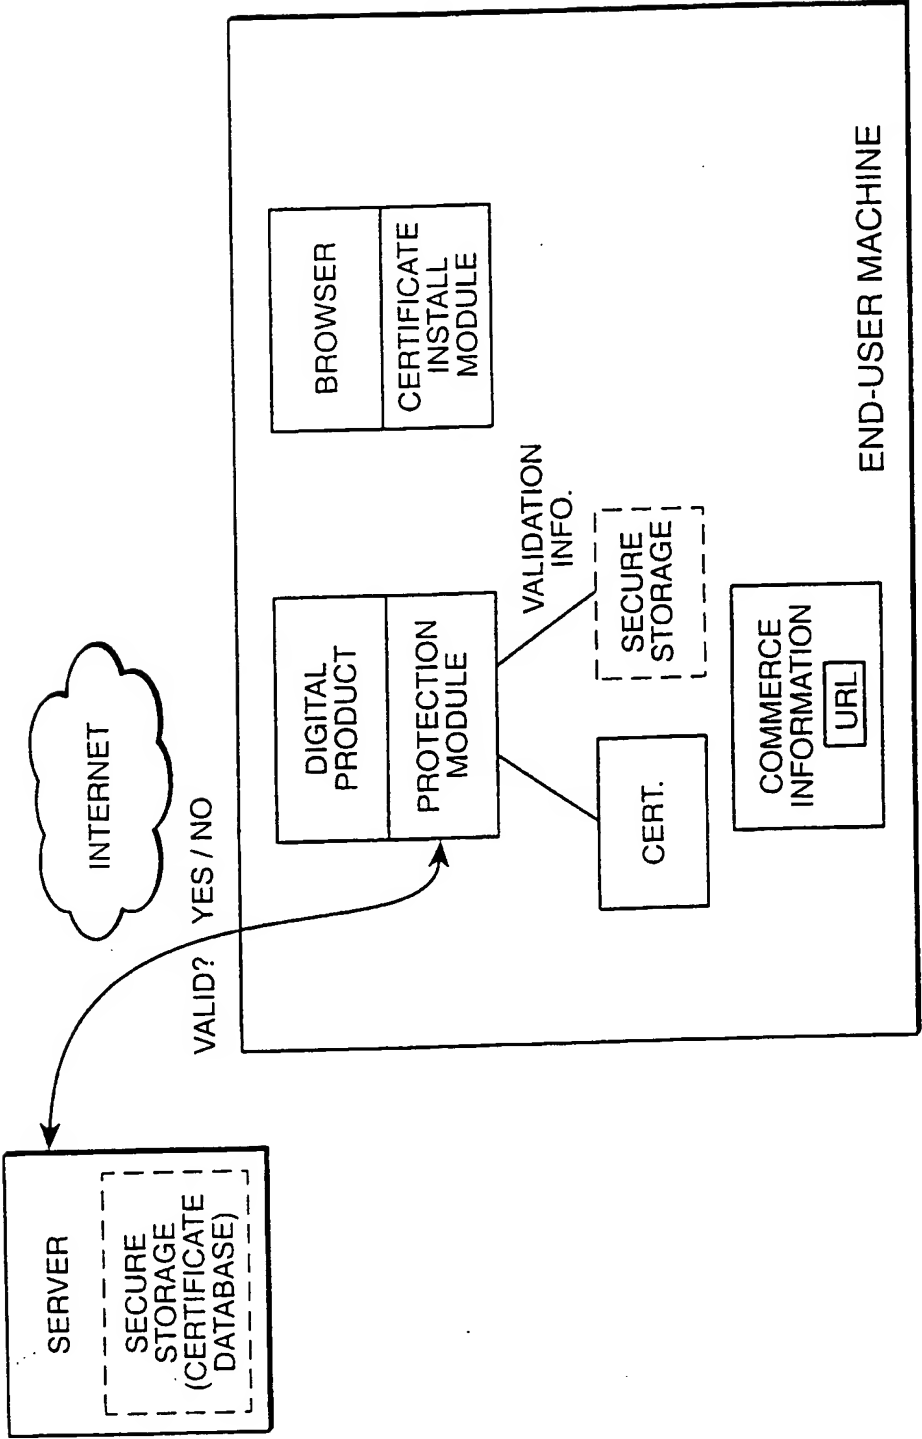 SERVER
SECURE
STORAGE
(CERTIFICATE
DATABASE)
INTERNET
VALID? YES / NO
DIGITAL
PRODUCT
PROTECTION
MODULE
BROWSER
CERTIFICATE
INSTALL
MODULE
VALIDATION
INFO.
CERT.
SECURE
STORAGE
COMMERCE
INFORMATION
URL
END-USER MACHINE